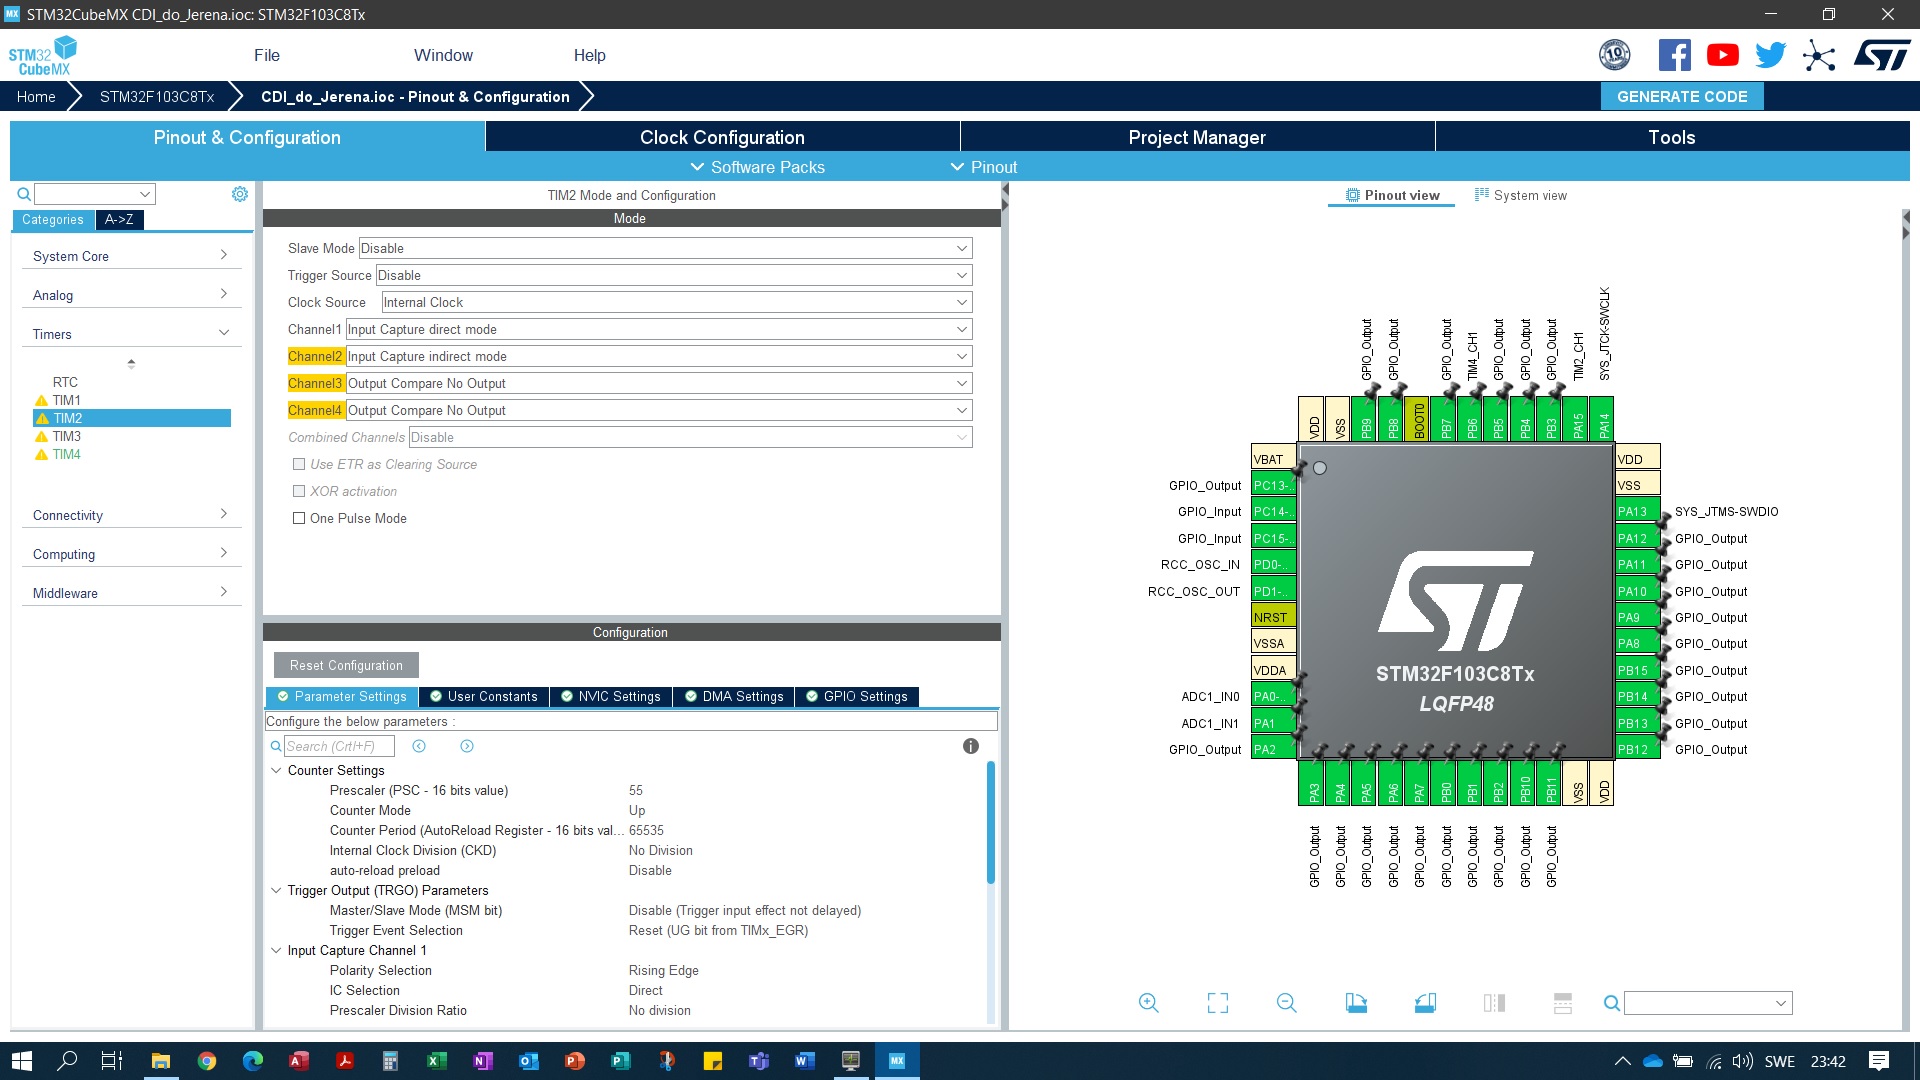 STM32CubeMX CDI_do_Jerena.ioc: STM32F103C8Tx
STM32 CubeMX
File
Window
Help
10
Home
STM32F103C8Tx
CDI_do_Jerena.ioc - Pinout & Configuration
GENERATE CODE
Pinout & Configuration
Clock Configuration
Project Manager
Tools
Software Packs
Pinout
Categories
A->Z
System Core
Analog
Timers
RTC
TIM1
TIM2
TIM3
TIM4
Connectivity
Computing
Middleware
TIM2 Mode and Configuration
Mode
Slave Mode Disable
Trigger Source Disable
Clock Source Internal Clock
Channel1 Input Capture direct mode
Channel2 Input Capture indirect mode
Channel3 Output Compare No Output
Channel4 Output Compare No Output
Combined Channels Disable
Use ETR as Clearing Source
XOR activation
One Pulse Mode
Configuration
Reset Configuration
Parameter Settings
User Constants
NVIC Settings
DMA Settings
GPIO Settings
Configure the below parameters :
Search (Crtl+F)
Counter Settings
Prescaler (PSC - 16 bits value) 55
Counter Mode Up
Counter Period (AutoReload Register - 16 bits val... 65535
Internal Clock Division (CKD) No Division
auto-reload preload Disable
Trigger Output (TRGO) Parameters
Master/Slave Mode (MSM bit) Disable (Trigger input effect not delayed)
Trigger Event Selection Reset (UG bit from TIMx_EGR)
Input Capture Channel 1
Polarity Selection Rising Edge
IC Selection Direct
Prescaler Division Ratio No division
Pinout view
System view
GPIO_Output
GPIO_Output
GPIO_Output
TIM4_CH1
GPIO_Output
GPIO_Output
GPIO_Output
TIM2_CH1
SYS_JTCK-SWCLK
VDD
VSS
PB9
PB8
BOOT0
PB7
PB6
PB5
PB4
PB3
PA15
PA14
VBAT
GPIO_Output PC13-..
GPIO_Input PC14-..
GPIO_Input PC15-..
RCC_OSC_IN PD0-..
RCC_OSC_OUT PD1-..
NRST
VSSA
VDDA
ADC1_IN0 PA0-..
ADC1_IN1 PA1
GPIO_Output PA2
STM32F103C8Tx
LQFP48
VDD
VSS
PA13 SYS_JTMS-SWDIO
PA12 GPIO_Output
PA11 GPIO_Output
PA10 GPIO_Output
PA9 GPIO_Output
PA8 GPIO_Output
PB15 GPIO_Output
PB14 GPIO_Output
PB13 GPIO_Output
PB12 GPIO_Output
PA3
PA4
PA5
PA6
PA7
PB0
PB1
PB2
PB10
PB11
VSS
VDD
GPIO_Output
GPIO_Output
GPIO_Output
GPIO_Output
GPIO_Output
GPIO_Output
GPIO_Output
GPIO_Output
GPIO_Output
GPIO_Output
SWE
23:42